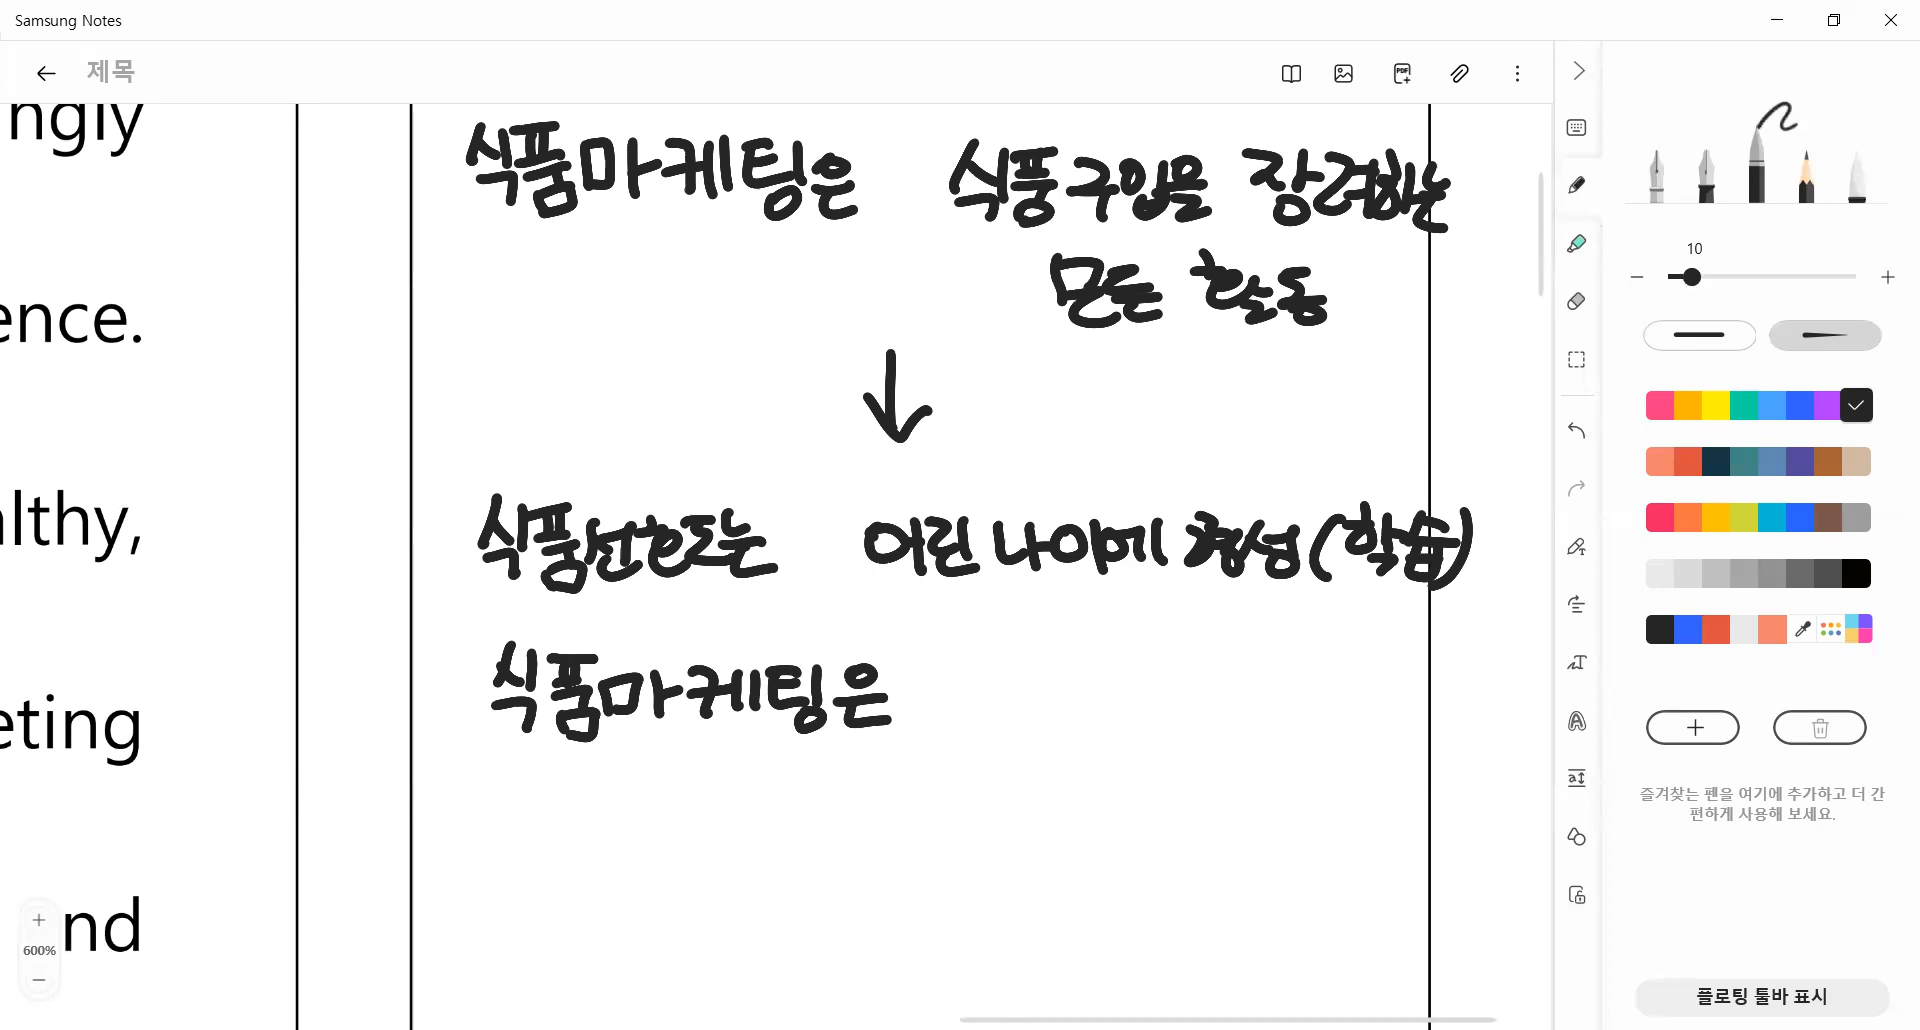 Samsung Notes
제목
ngly
ence.
lthy,
eting
nd
식품마케팅은 식품구입을 장려하는
모든 활동
↓
식품선호도는 어린 나이에 형성(학습)
식품마케팅은
600%
10
즐겨찾는 펜을 여기에 추가하고 더 간
편하게 사용해 보세요.
플로팅 툴바 표시